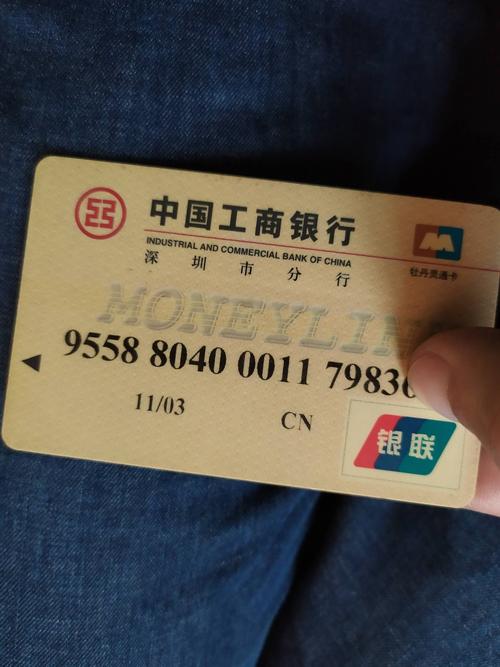 中国工商银行
INDUSTRIAL AND COMMERCIAL BANK OF CHINA
深圳市分行
牡丹灵通卡
9558 8040 0011 7983
11/03 CN
银联